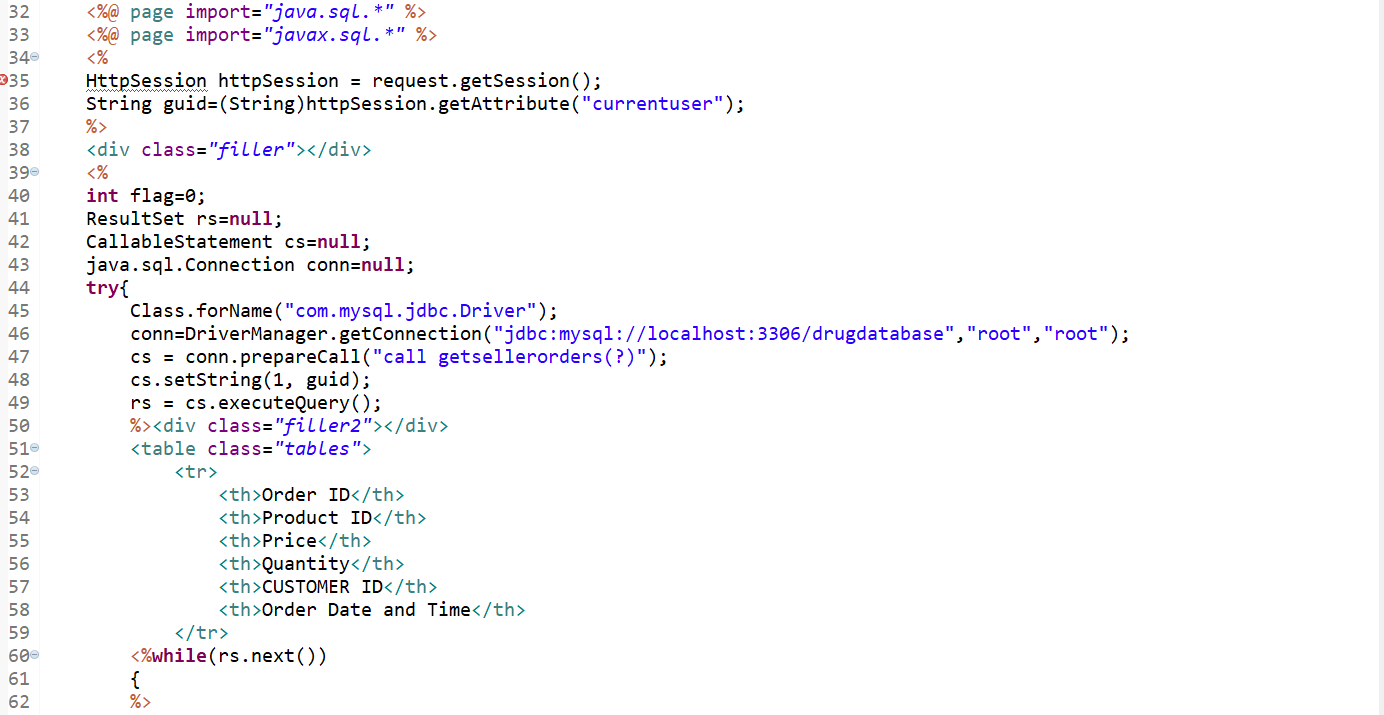 32 <%@ page import="java.sql.*" %>
33 <%@ page import="javax.sql.*" %>
34 <%
35 HttpSession httpSession = request.getSession();
36 String guid=(String)httpSession.getAttribute("currentuser");
37 %>
38 <div class="filler"></div>
39 <%
40 int flag=0;
41 ResultSet rs=null;
42 CallableStatement cs=null;
43 java.sql.Connection conn=null;
44 try{
45     Class.forName("com.mysql.jdbc.Driver");
46     conn=DriverManager.getConnection("jdbc:mysql://localhost:3306/drugdatabase","root","root");
47     cs = conn.prepareCall("call getsellerorders(?)");
48     cs.setString(1, guid);
49     rs = cs.executeQuery();
50     %><div class="filler2"></div>
51     <table class="tables">
52         <tr>
53             <th>Order ID</th>
54             <th>Product ID</th>
55             <th>Price</th>
56             <th>Quantity</th>
57             <th>CUSTOMER ID</th>
58             <th>Order Date and Time</th>
59         </tr>
60     <%while(rs.next())
61     {
62     %>